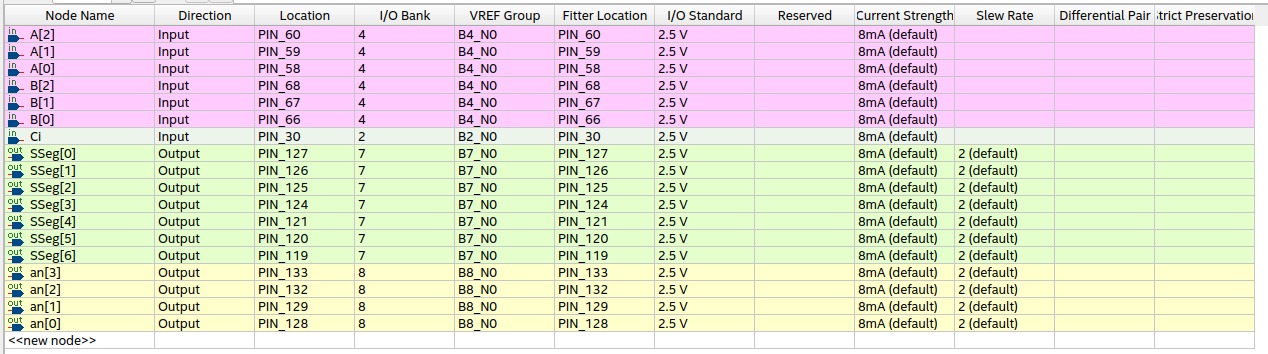 Node Name Direction Location I/O Bank VREF Group Fitter Location I/O Standard Reserved Current Strength Slew Rate Differential Pair Strict Preservation
in A[2] Input PIN_60 4 B4_N0 PIN_60 2.5 V 8mA (default)
in A[1] Input PIN_59 4 B4_N0 PIN_59 2.5 V 8mA (default)
in A[0] Input PIN_58 4 B4_N0 PIN_58 2.5 V 8mA (default)
in B[2] Input PIN_68 4 B4_N0 PIN_68 2.5 V 8mA (default)
in B[1] Input PIN_67 4 B4_N0 PIN_67 2.5 V 8mA (default)
in B[0] Input PIN_66 4 B4_N0 PIN_66 2.5 V 8mA (default)
in Ci Input PIN_30 2 B2_N0 PIN_30 2.5 V 8mA (default)
out SSeg[0] Output PIN_127 7 B7_N0 PIN_127 2.5 V 8mA (default) 2 (default)
out SSeg[1] Output PIN_126 7 B7_N0 PIN_126 2.5 V 8mA (default) 2 (default)
out SSeg[2] Output PIN_125 7 B7_N0 PIN_125 2.5 V 8mA (default) 2 (default)
out SSeg[3] Output PIN_124 7 B7_N0 PIN_124 2.5 V 8mA (default) 2 (default)
out SSeg[4] Output PIN_121 7 B7_N0 PIN_121 2.5 V 8mA (default) 2 (default)
out SSeg[5] Output PIN_120 7 B7_N0 PIN_120 2.5 V 8mA (default) 2 (default)
out SSeg[6] Output PIN_119 7 B7_N0 PIN_119 2.5 V 8mA (default) 2 (default)
out an[3] Output PIN_133 8 B8_N0 PIN_133 2.5 V 8mA (default) 2 (default)
out an[2] Output PIN_132 8 B8_N0 PIN_132 2.5 V 8mA (default) 2 (default)
out an[1] Output PIN_129 8 B8_N0 PIN_129 2.5 V 8mA (default) 2 (default)
out an[0] Output PIN_128 8 B8_N0 PIN_128 2.5 V 8mA (default) 2 (default)
<<new node>>